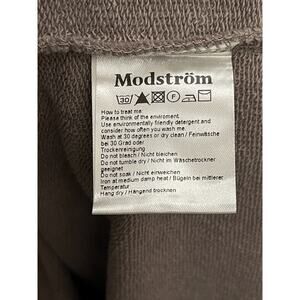 Modström
30 F
How to treat me:
Please think of the enviroment.
Use environmentally friendly detergent and
consider how often you wash me.
Wash at 30 degrees or dry clean / Feinwäsche
bei 30 Grad oder
Trockenreinigung
Do not bleach / Nicht bleichen
Do not tumble dry / Im Wäschetrockner nicht
geeignet
Do not soak / Nicht einweichen
Iron at medium damp heat / Bügeln bei mittlerer
Temperatur
Hang dry / Hängend trocknen